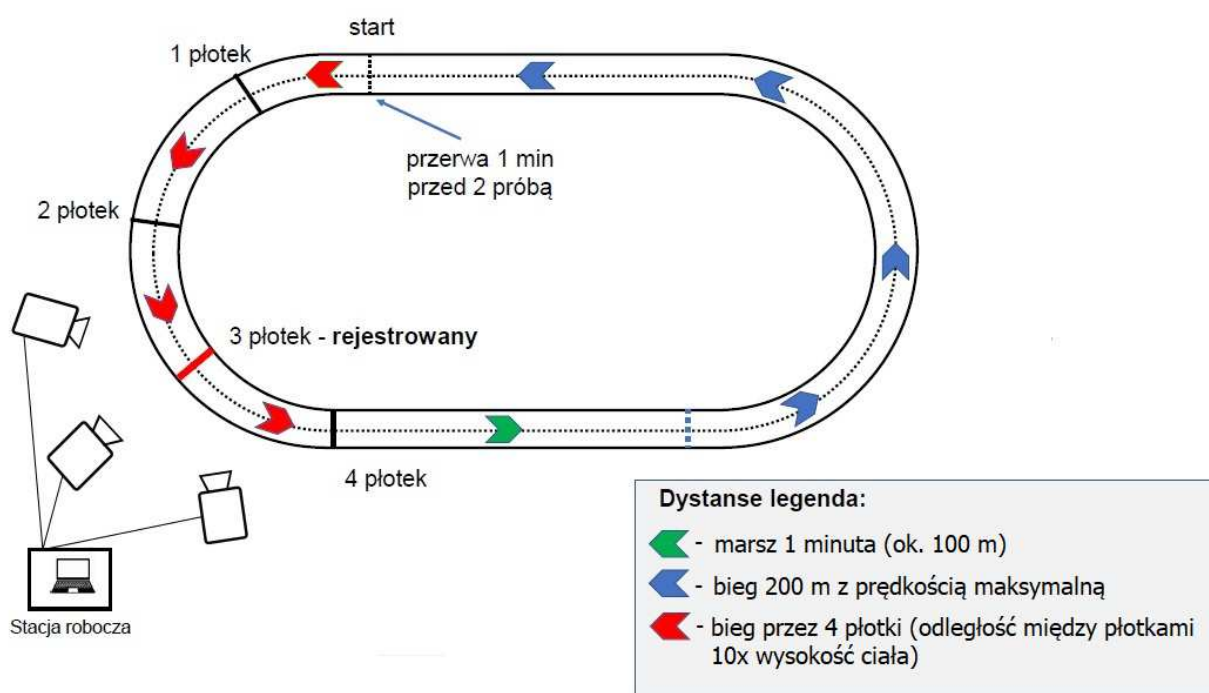 start
1 płotek
przerwa 1 min
przed 2 próbą
2 płotek
3 płotek - rejestrowany
4 płotek
Stacja robocza
Dystanse legenda:
- marsz 1 minuta (ok. 100 m)
- bieg 200 m z prędkością maksymalną
- bieg przez 4 płotki (odległość między płotkami
10x wysokość ciała)